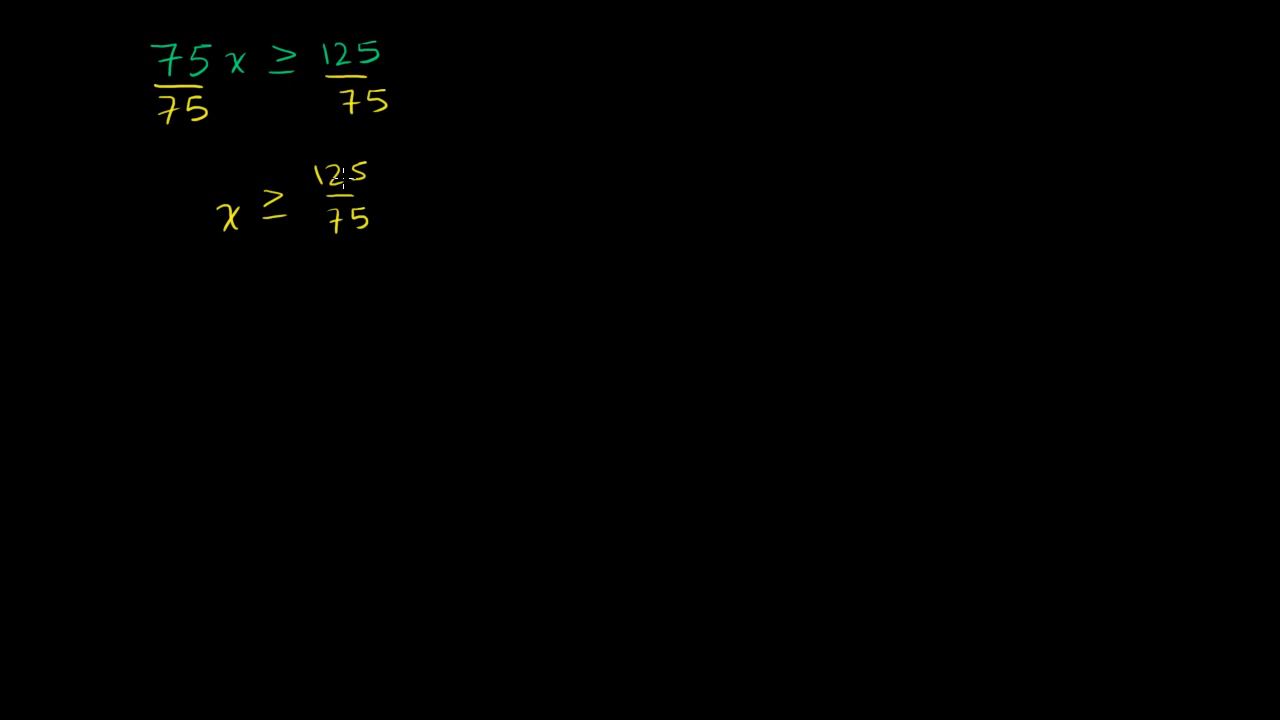 75x ≥ 125
75 75
x ≥ 125
75